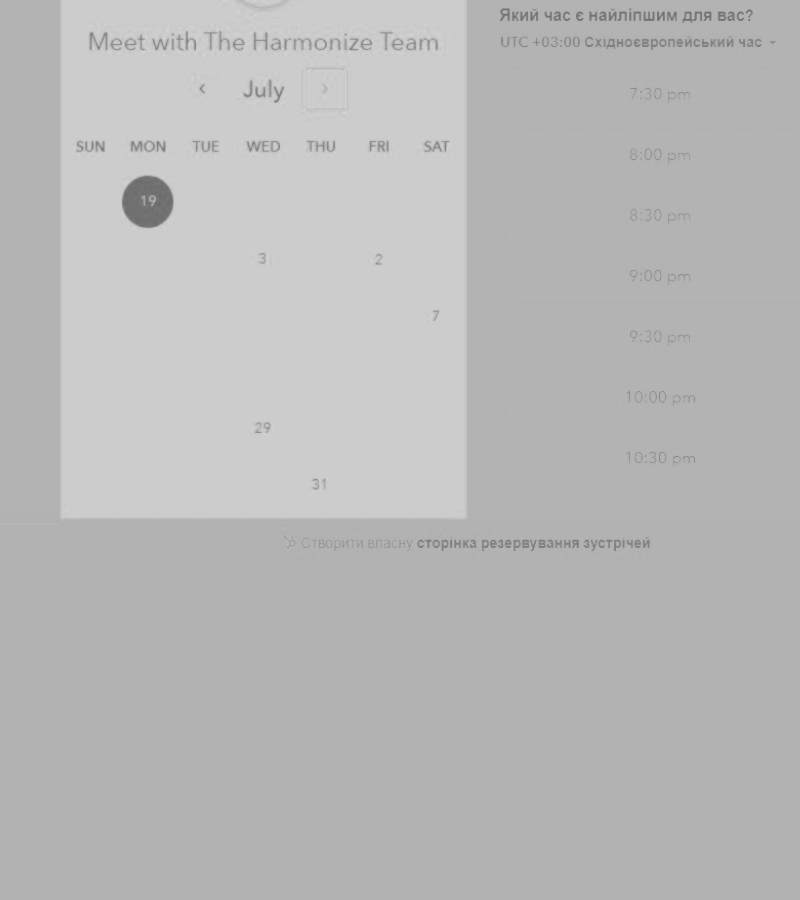 Meet with The Harmonize Team
July
SUN MON TUE WED THU FRI SAT
19
3 2
7
29
31
Який час є найліпшим для вас?
UTC +03:00 Східноєвропейський час
7:30 pm
8:00 pm
8:30 pm
9:00 pm
9:30 pm
10:00 pm
10:30 pm
Створити власну сторінка резервування зустрічей